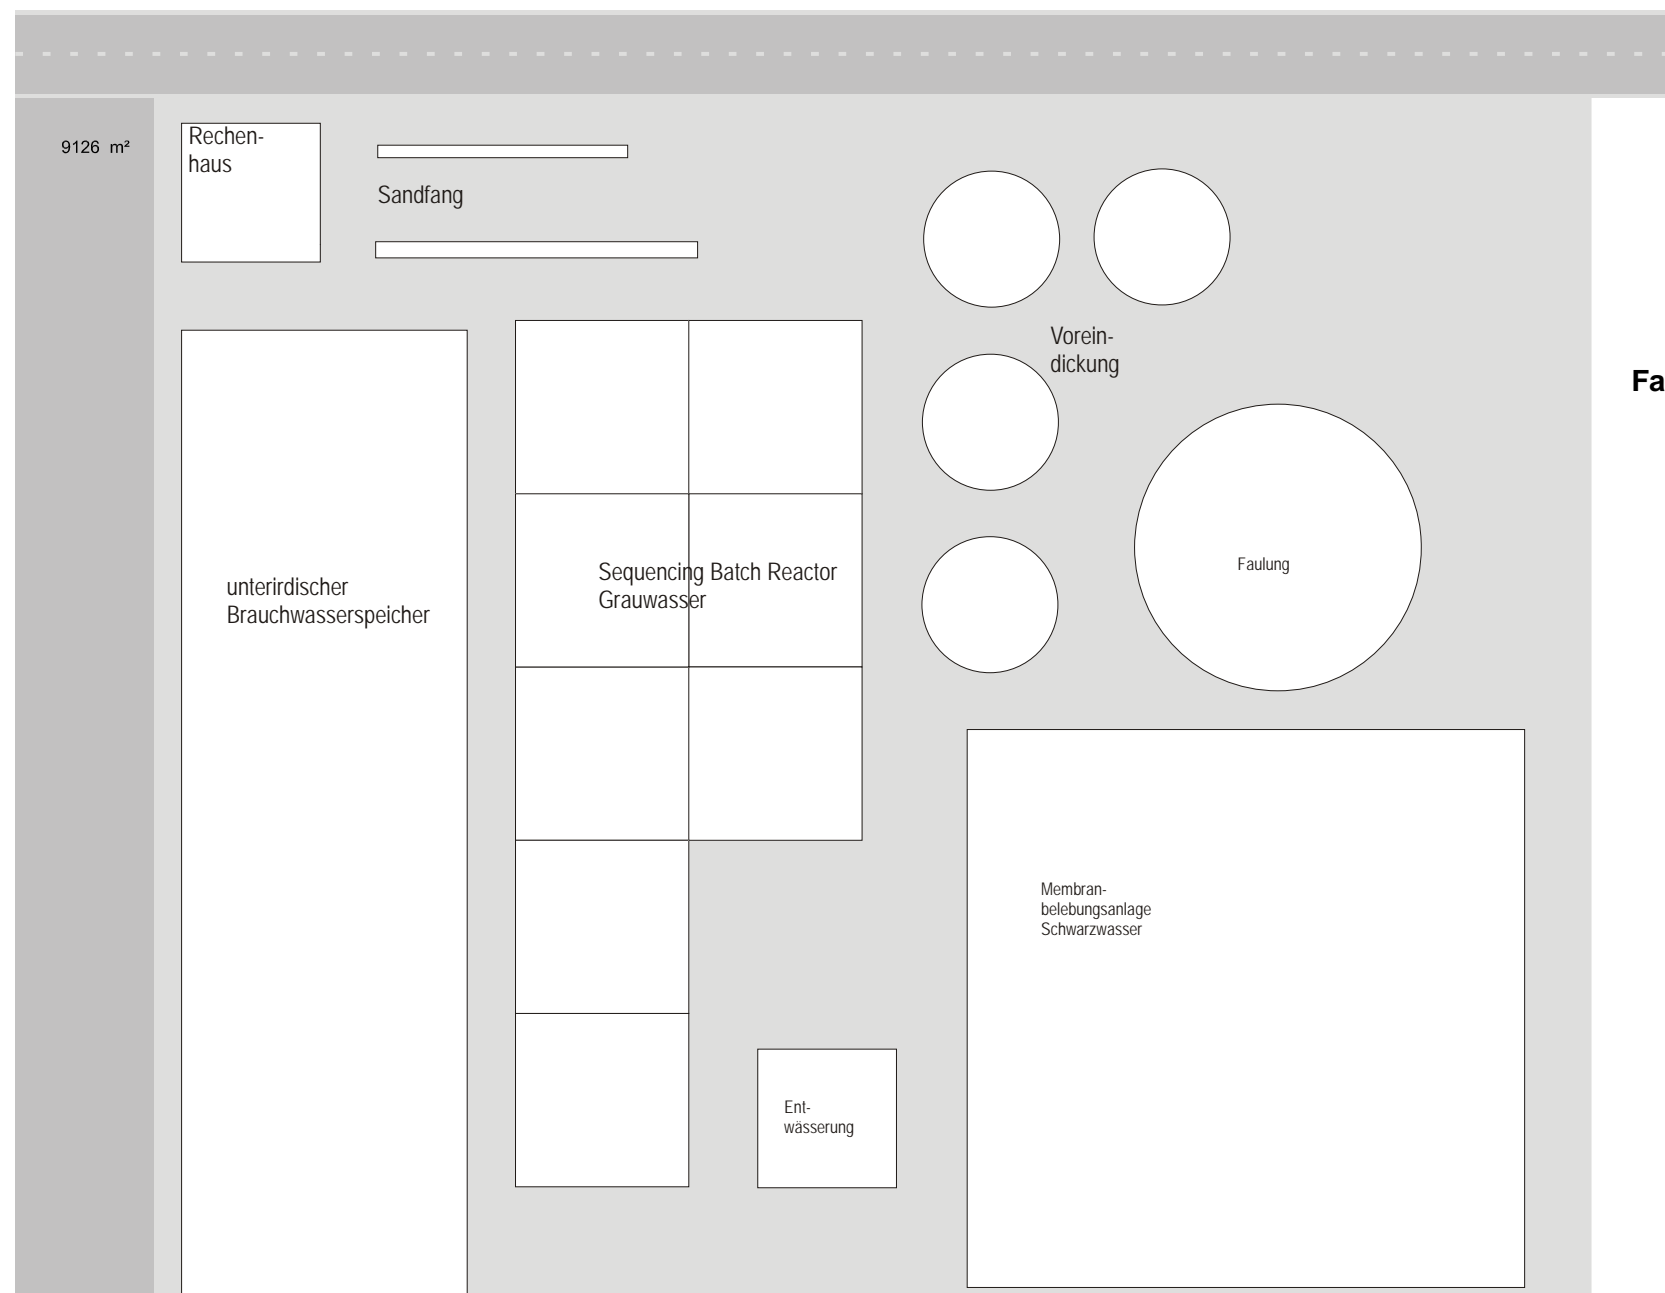 9126 m²
Rechen-
haus
Sandfang
Vorein-
dickung
Fa
unterirdischer
Brauchwasserspeicher
Sequencing Batch Reactor
Grauwasser
Faulung
Membran-
belebungsanlage
Schwarzwasser
Ent-
wässerung